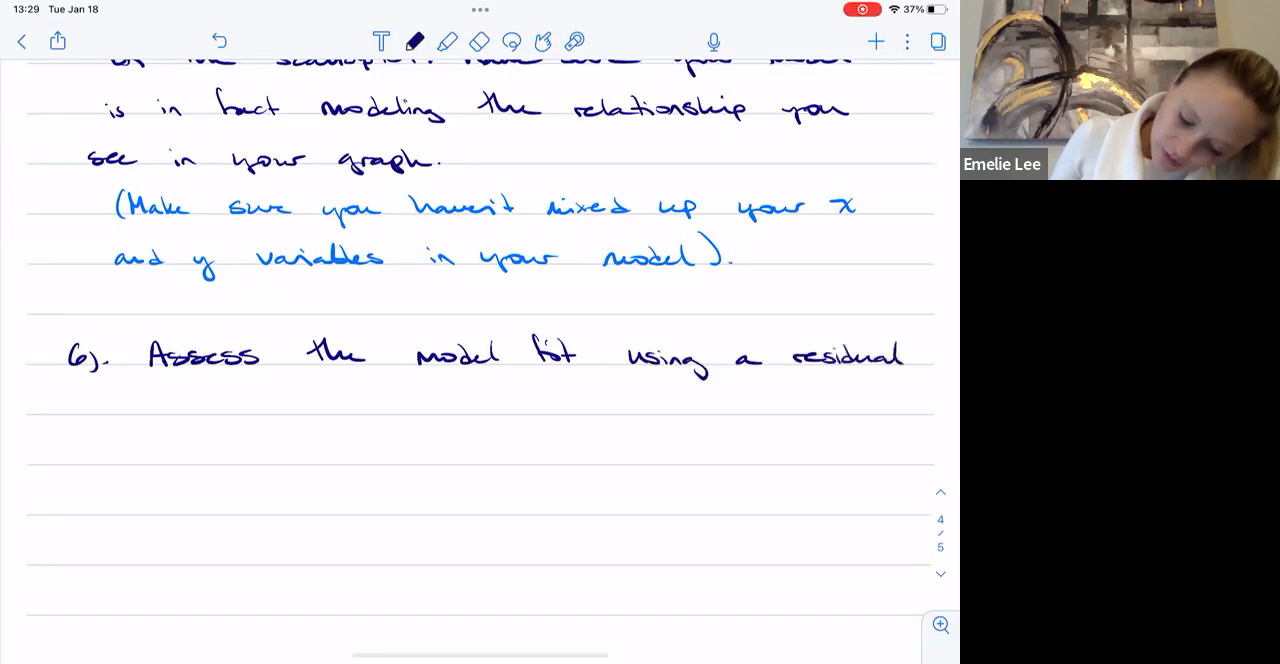 13:29 Tue Jan 18
37%
T
your
is in fact modeling the relationship you
see in your graph.
(Make sure you haven't mixed up your x
and y variables in your model).
6). Assess the model fit using a residual
4
/
5
Emelie Lee